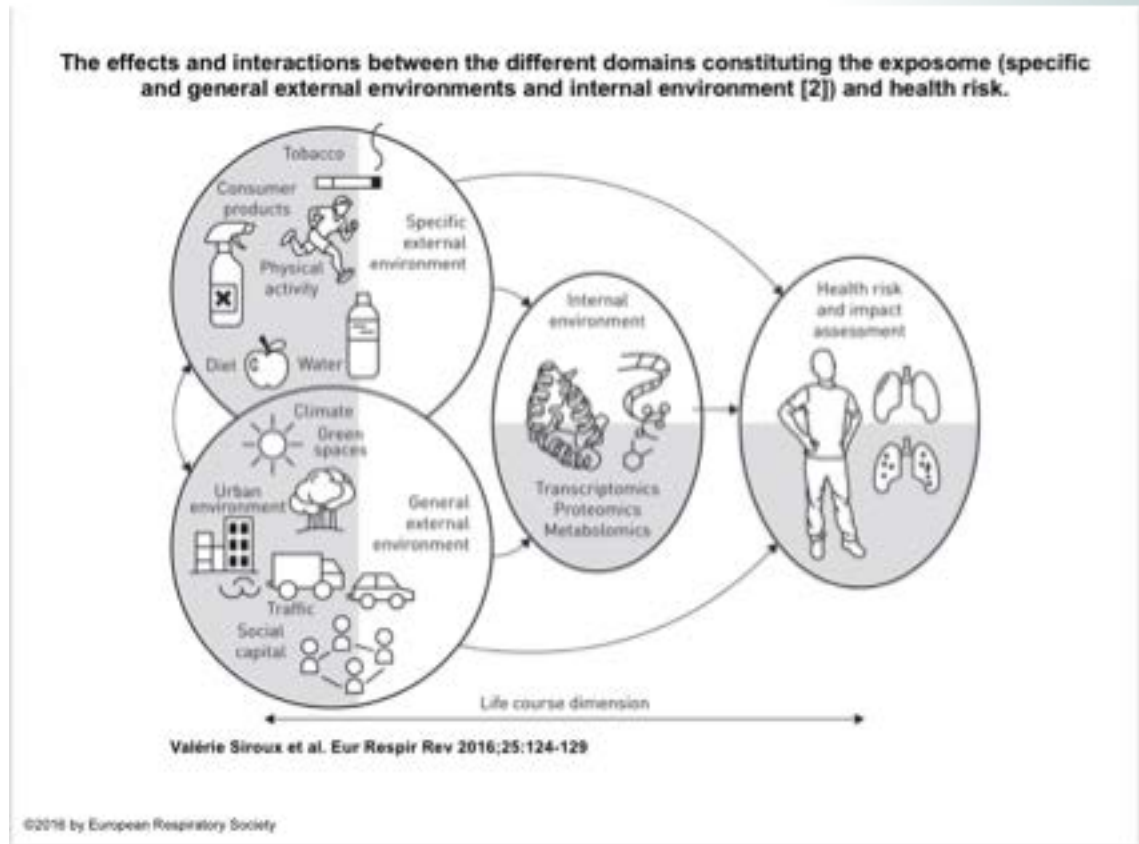 The effects and interactions between the different domains constituting the exposome (specific
and general external environments and internal environment [2]) and health risk.
Tobacco
Consumer
products
Specific
external
environment
Physical
activity
Diet
Water
Climate
Green
spaces
Urban
environment
General
external
environment
Traffic
Social
capital
Internal
environment
Transcriptomics
Proteomics
Metabolomics
Health risk
and impact
assessment
Life course dimension
Valérie Siroux et al. Eur Respir Rev 2016;25:124-129
©2016 by European Respiratory Society